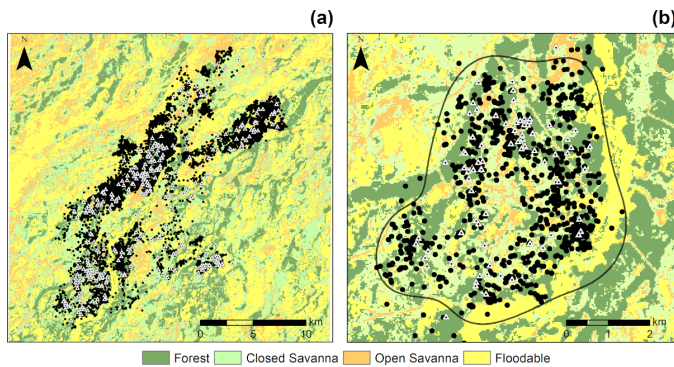 (a)
(b)
N
N
km
0 5 10
km
0 1 2
Forest Closed Savanna Open Savanna Floodable